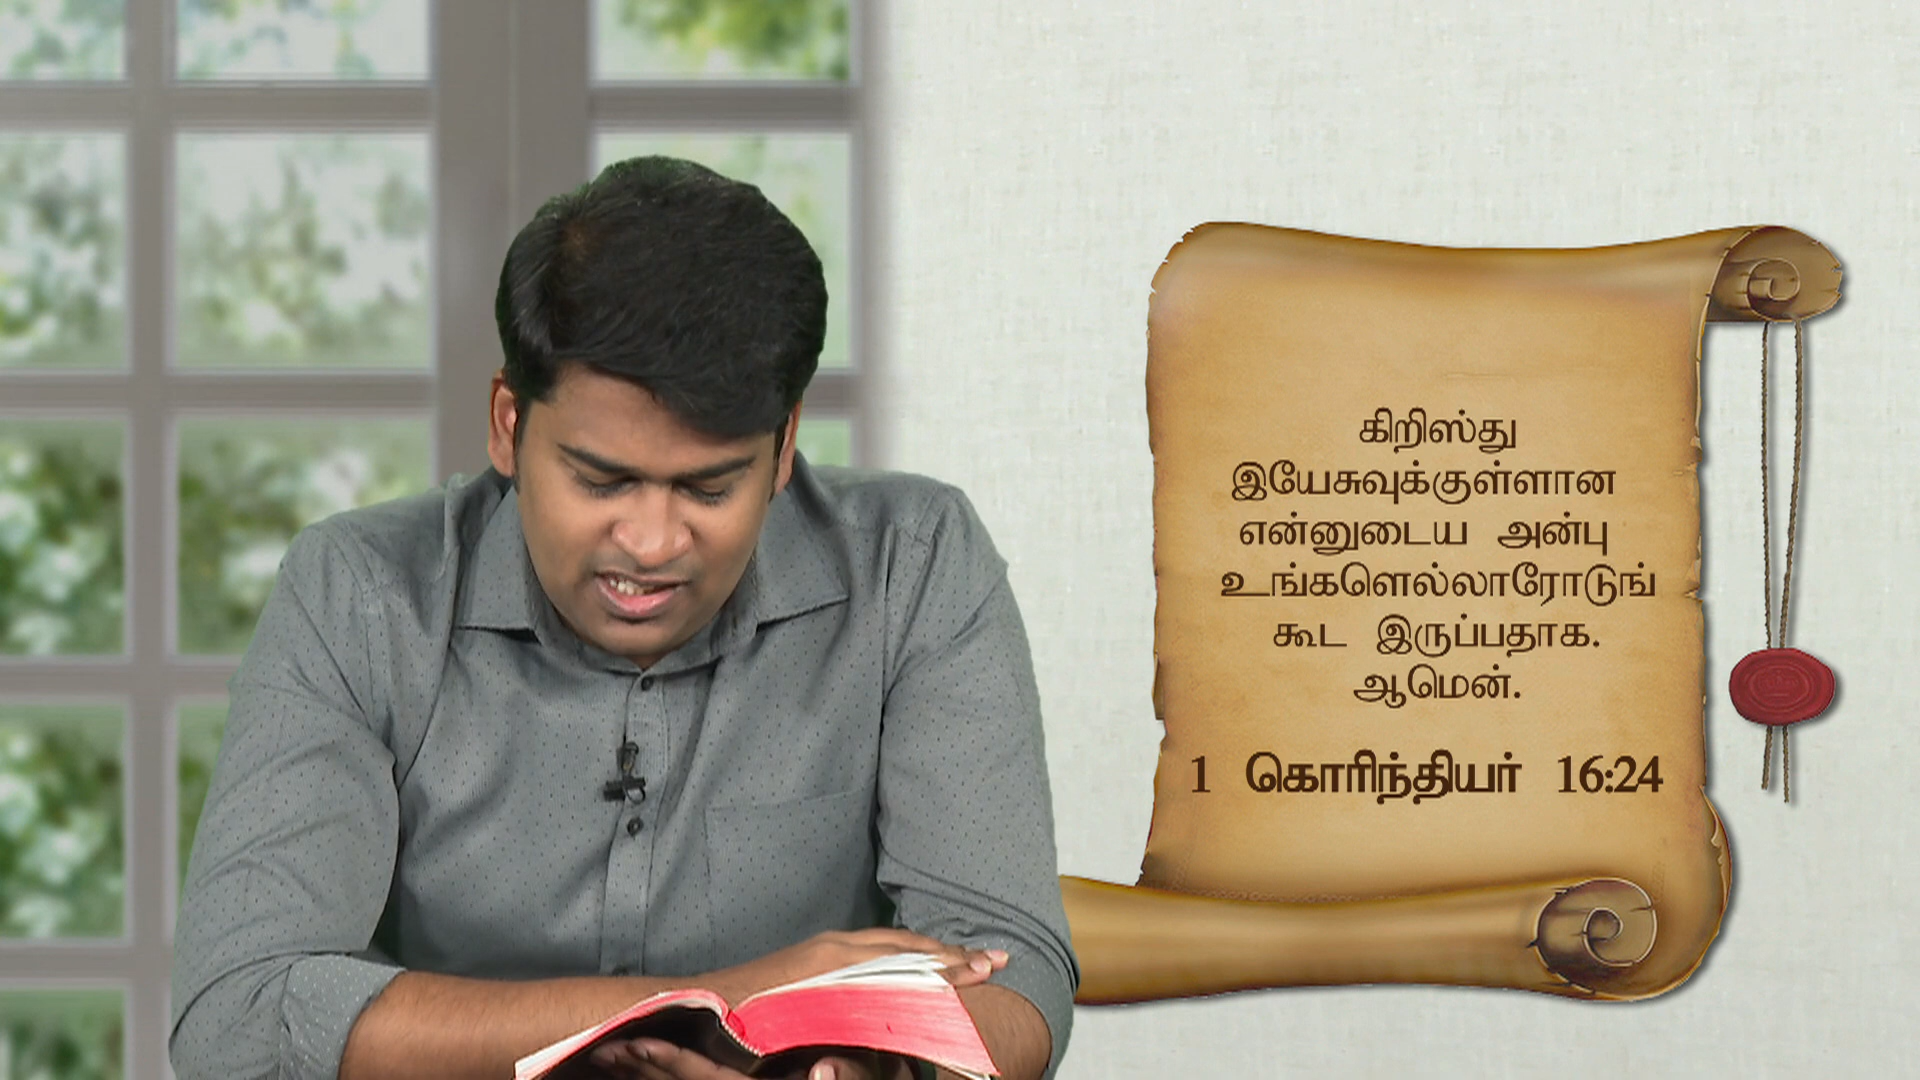 கிறிஸ்து
இயேசுவுக்குள்ளான
என்னுடைய அன்பு
உங்களெல்லாரோடுங்
கூட இருப்பதாக.
ஆமென்.
1 கொரிந்தியர் 16:24